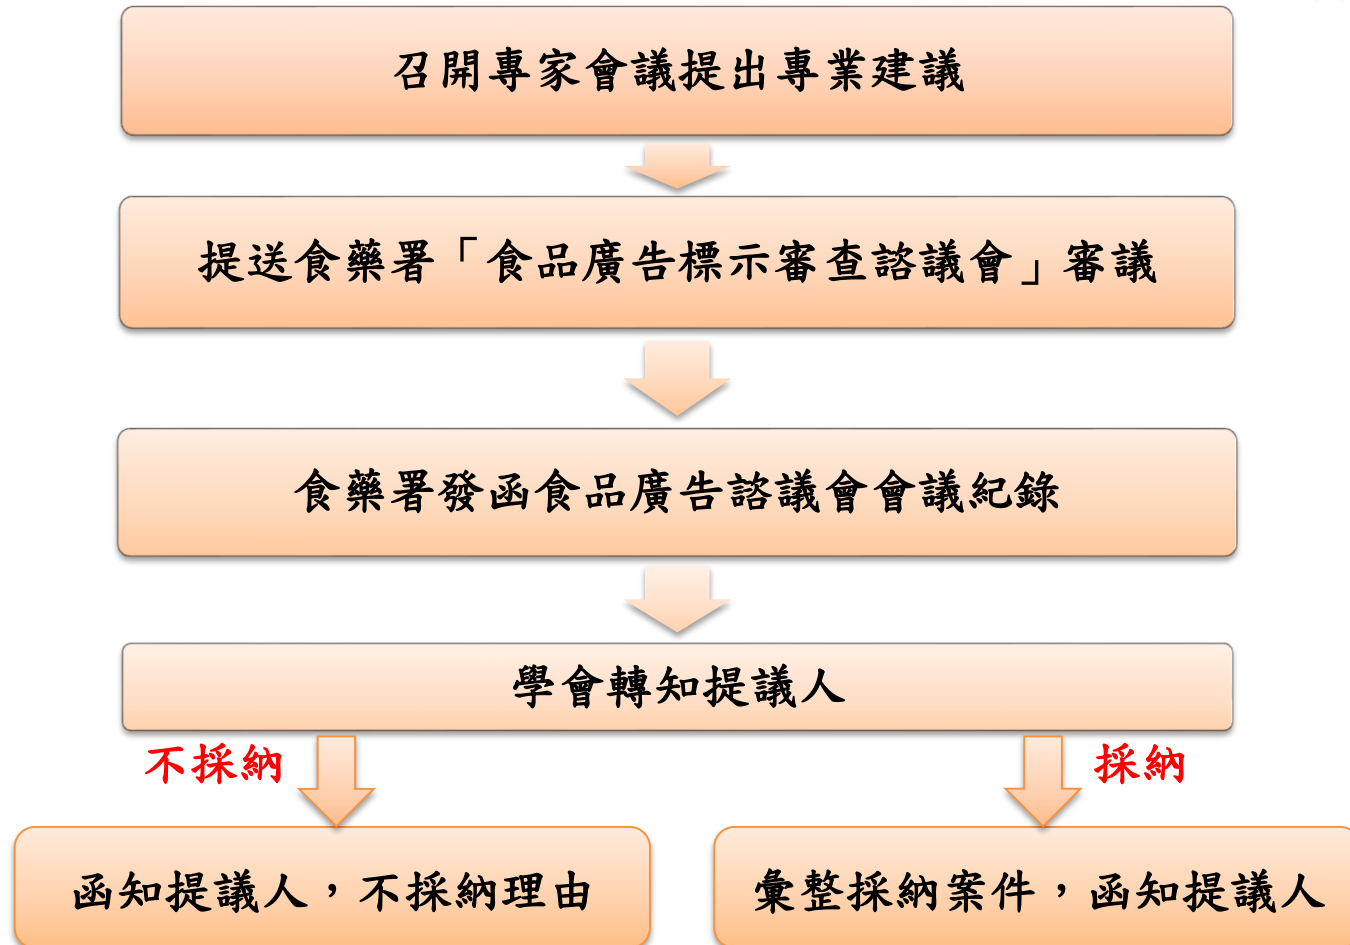 召開專家會議提出專業建議
提送食藥署「食品廣告標示審查諮議會」審議
食藥署發函食品廣告諮議會會議紀錄
學會轉知提議人
不採納
採納
函知提議人，不採納理由
彙整採納案件，函知提議人